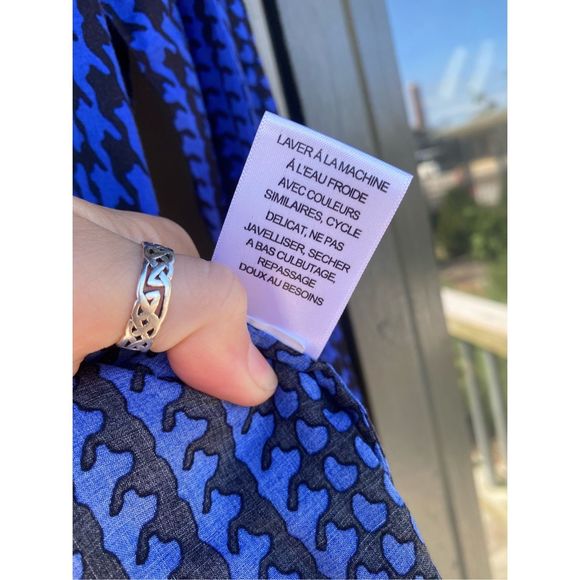 LAVER Á LA MACHINE
Á L'EAU FROIDE
AVEC COULEURS
SIMILAIRES, CYCLE
DELICAT, NE PAS
JAVELLISER, SECHER
A BAS CULBUTAGE,
REPASSAGE
DOUX AU BESOINS